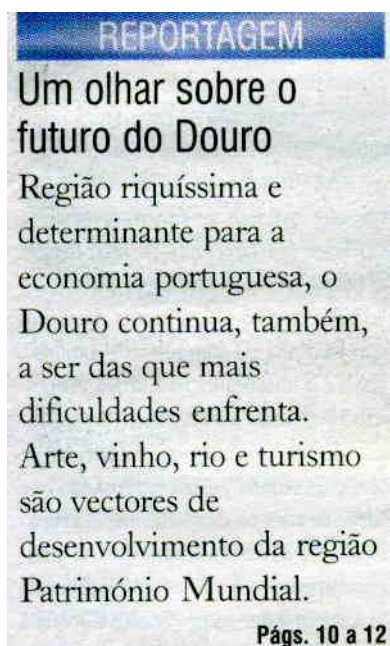 REPORTAGEM
Um olhar sobre o
futuro do Douro
Região riquíssima e
determinante para a
economia portuguesa, o
Douro continua, também,
a ser das que mais
dificuldades enfrenta.
Arte, vinho, rio e turismo
são vectores de
desenvolvimento da região
Património Mundial.
Págs. 10 a 12